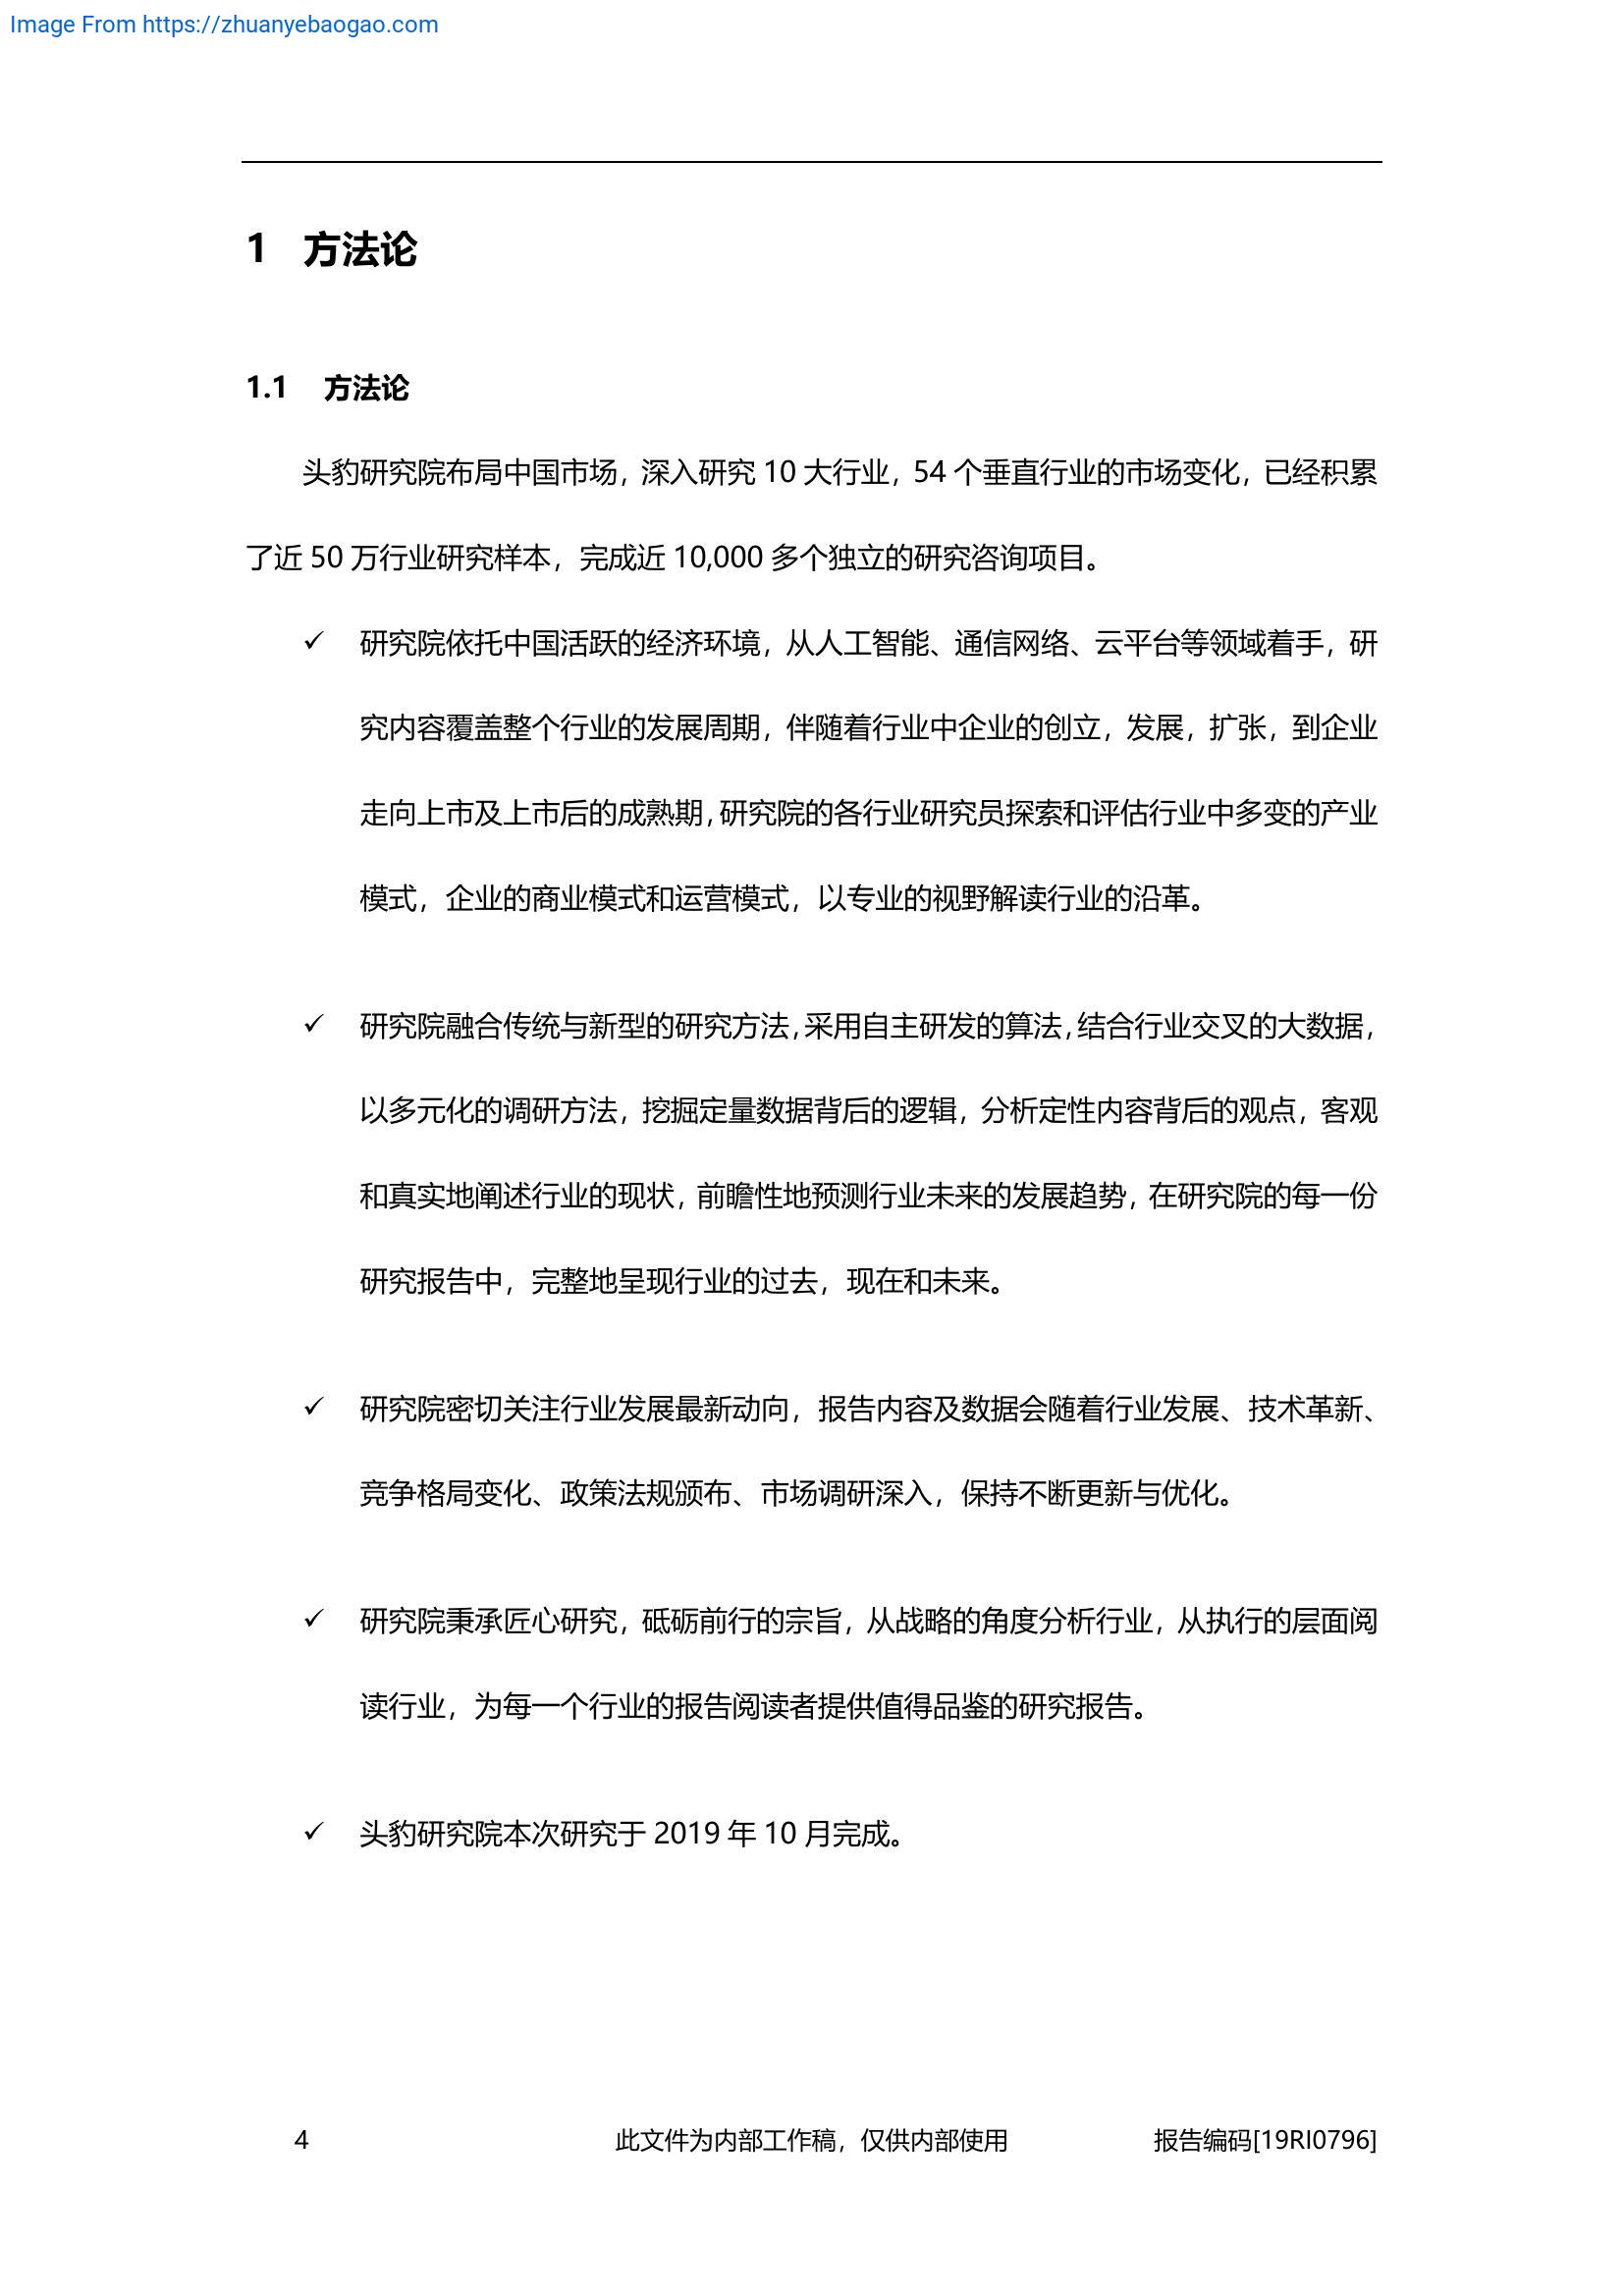 Image From https://zhuanyebaogao.com
1 方法论
1.1 方法论
头豹研究院布局中国市场，深入研究 10 大行业，54 个垂直行业的市场变化，已经积累
了近 50 万行业研究样本，完成近 10,000 多个独立的研究咨询项目。
✓ 研究院依托中国活跃的经济环境，从人工智能、通信网络、云平台等领域着手，研
究内容覆盖整个行业的发展周期，伴随着行业中企业的创立，发展，扩张，到企业
走向上市及上市后的成熟期，研究院的各行业研究员探索和评估行业中多变的产业
模式，企业的商业模式和运营模式，以专业的视野解读行业的沿革。
✓ 研究院融合传统与新型的研究方法，采用自主研发的算法，结合行业交叉的大数据，
以多元化的调研方法，挖掘定量数据背后的逻辑，分析定性内容背后的观点，客观
和真实地阐述行业的现状，前瞻性地预测行业未来的发展趋势，在研究院的每一份
研究报告中，完整地呈现行业的过去，现在和未来。
✓ 研究院密切关注行业发展最新动向，报告内容及数据会随着行业发展、技术革新、
竞争格局变化、政策法规颁布、市场调研深入，保持不断更新与优化。
✓ 研究院秉承匠心研究，砥砺前行的宗旨，从战略的角度分析行业，从执行的层面阅
读行业，为每一个行业的报告阅读者提供值得品鉴的研究报告。
✓ 头豹研究院本次研究于 2019 年 10 月完成。
4 此文件为内部工作稿，仅供内部使用 报告编码[19RI0796]